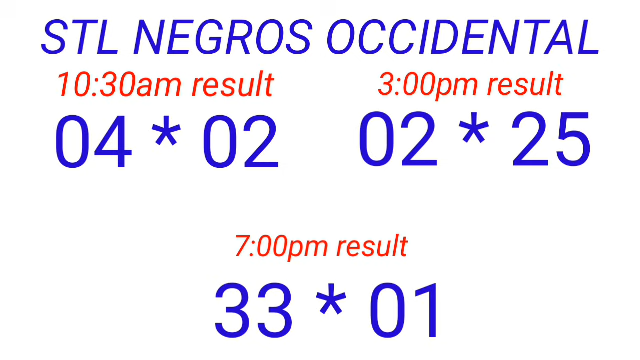 STL NEGROS OCCIDENTAL
10:30am result
04 * 02
3:00pm result
02 * 25
7:00pm result
33 * 01